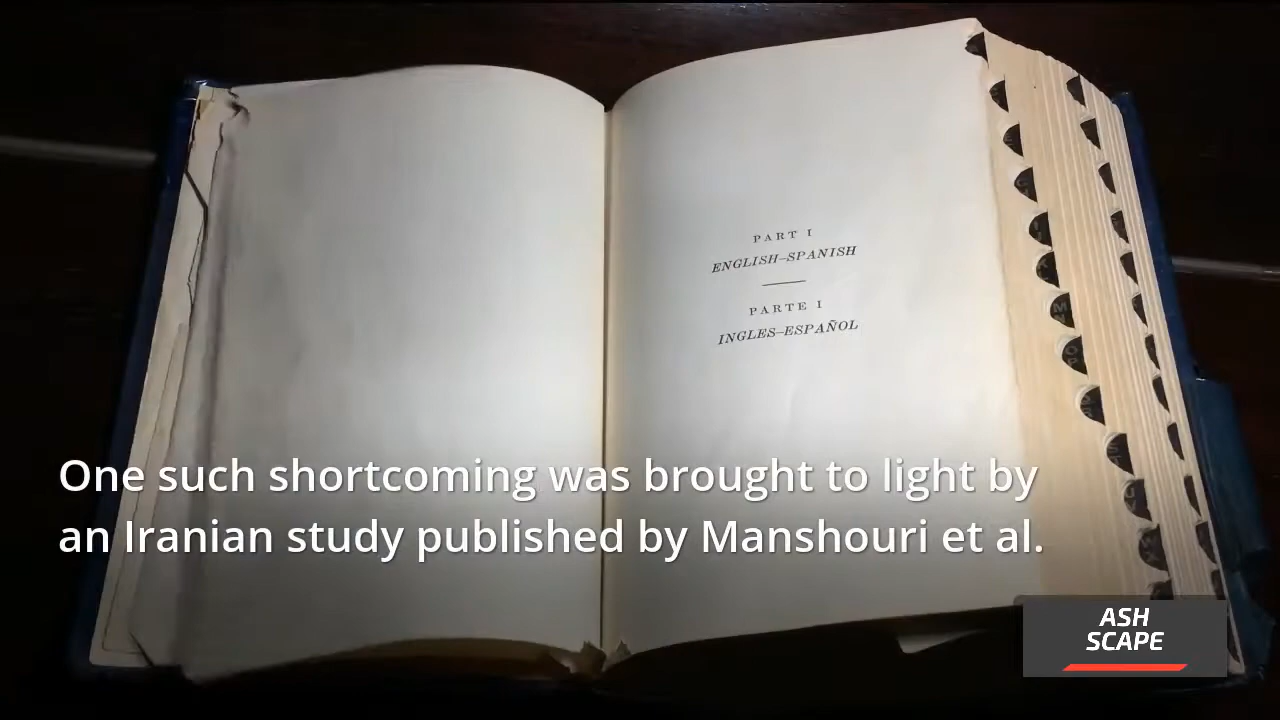 PART I
ENGLISH–SPANISH
PARTE I
INGLES–ESPAÑOL
One such shortcoming was brought to light by
an Iranian study published by Manshouri et al.
ASH
SCAPE